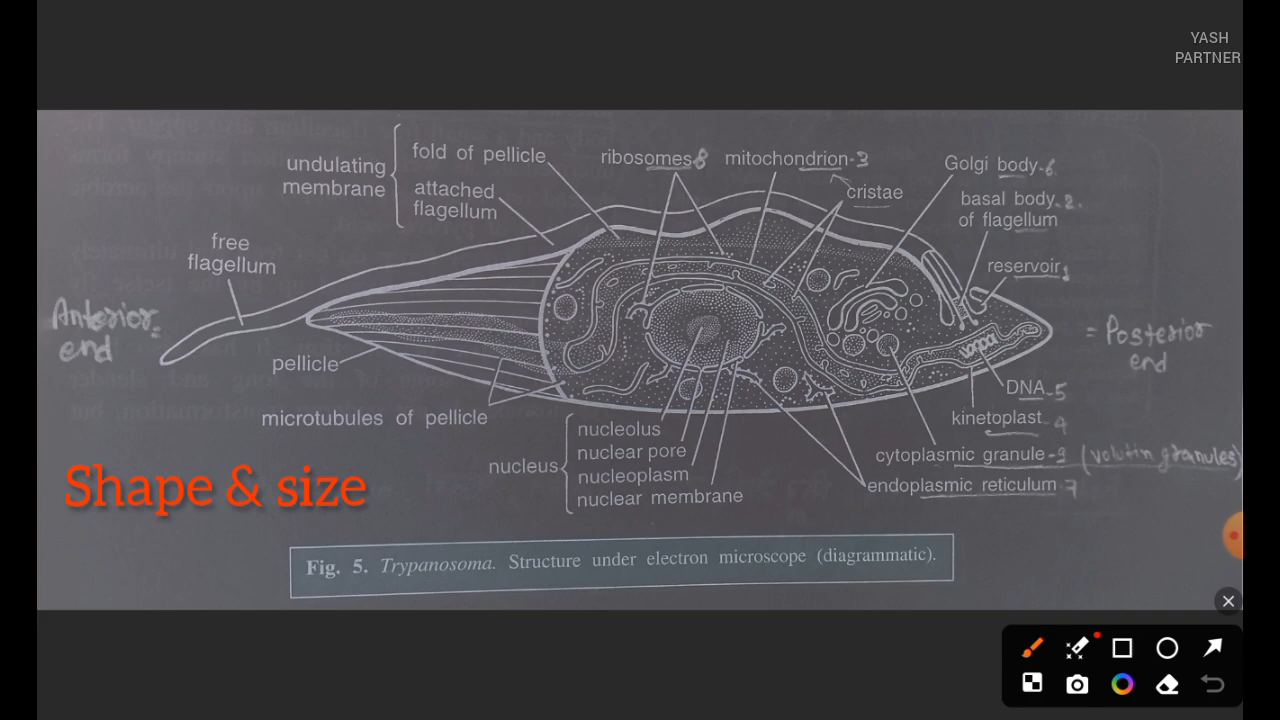 YASH
PARTNER
undulating
membrane
fold of pellicle
attached
flagellum
ribosomes 8
mitochondrion-3
cristae
Golgi body-6
basal body-2.
of flagellum
reservoir 1
free
flagellum
Anterior =
end
= Posterior
end
pellicle
microtubules of pellicle
nucleus
nucleolus
nuclear pore
nucleoplasm
nuclear membrane
DNA-5
kinetoplast-4
cytoplasmic granule-9 (volutin granules)
endoplasmic reticulum-7
Shape & size
Fig. 5. Trypanosoma. Structure under electron microscope (diagrammatic).